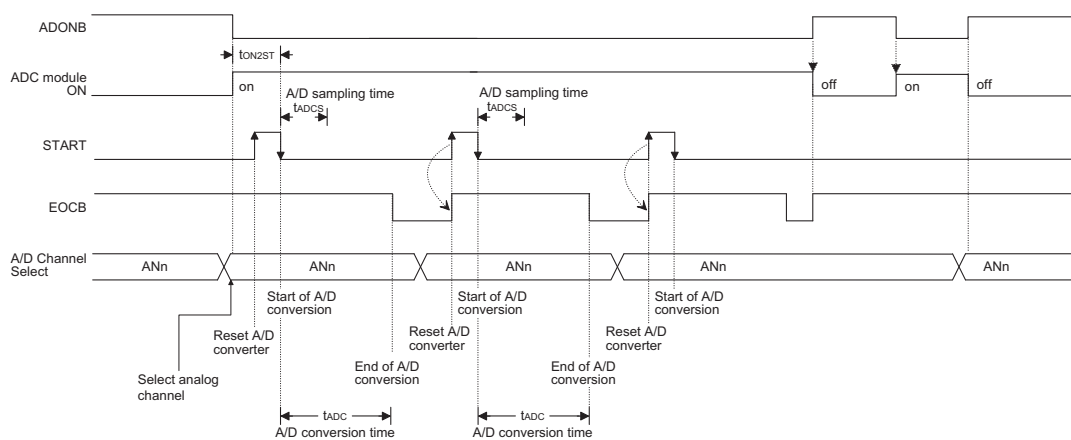 ADONB
tON2ST
ADC module
ON
on
off
on
off
A/D sampling time
tADCS
A/D sampling time
tADCS
START
EOCB
A/D Channel
Select
ANn
ANn
ANn
ANn
ANn
Start of A/D
conversion
Start of A/D
conversion
Start of A/D
conversion
Reset A/D
converter
Reset A/D
converter
Reset A/D
converter
Select analog
channel
End of A/D
conversion
End of A/D
conversion
tADC
A/D conversion time
tADC
A/D conversion time